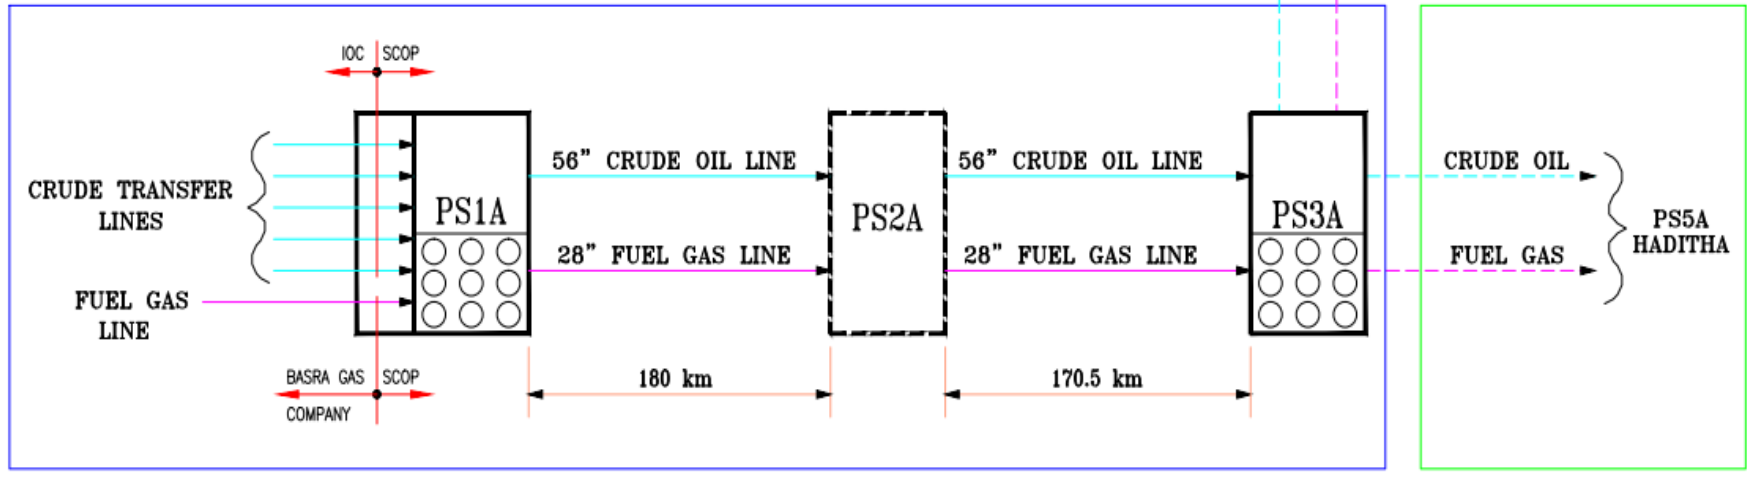 IOC SCOP
CRUDE TRANSFER
LINES
FUEL GAS
LINE
BASRA GAS SCOP
COMPANY
PS1A
56” CRUDE OIL LINE
28” FUEL GAS LINE
180 km
PS2A
56” CRUDE OIL LINE
28” FUEL GAS LINE
170.5 km
PS3A
CRUDE OIL
FUEL GAS
PS5A
HADITHA